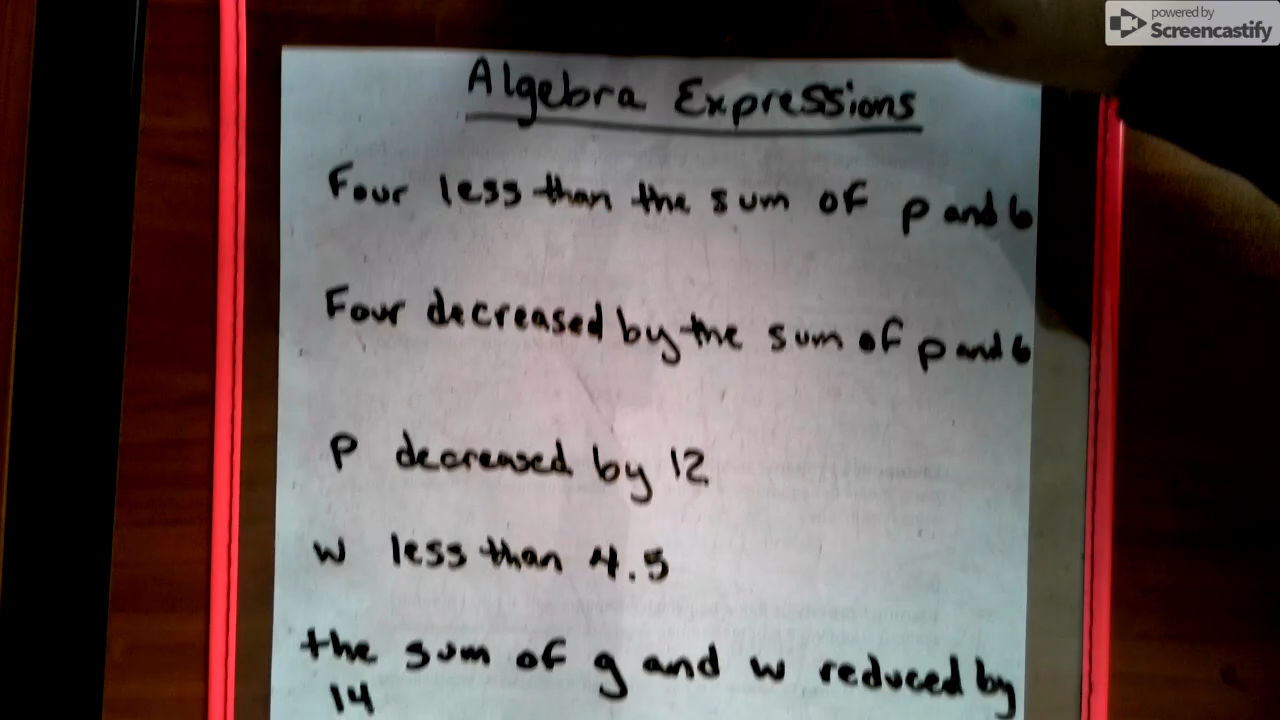 powered by
Screencastify
Algebra Expressions
Four less than the sum of p and 6
Four decreased by the sum of p and 6
P decreased by 12
w less than 4.5
the sum of g and w reduced by
14